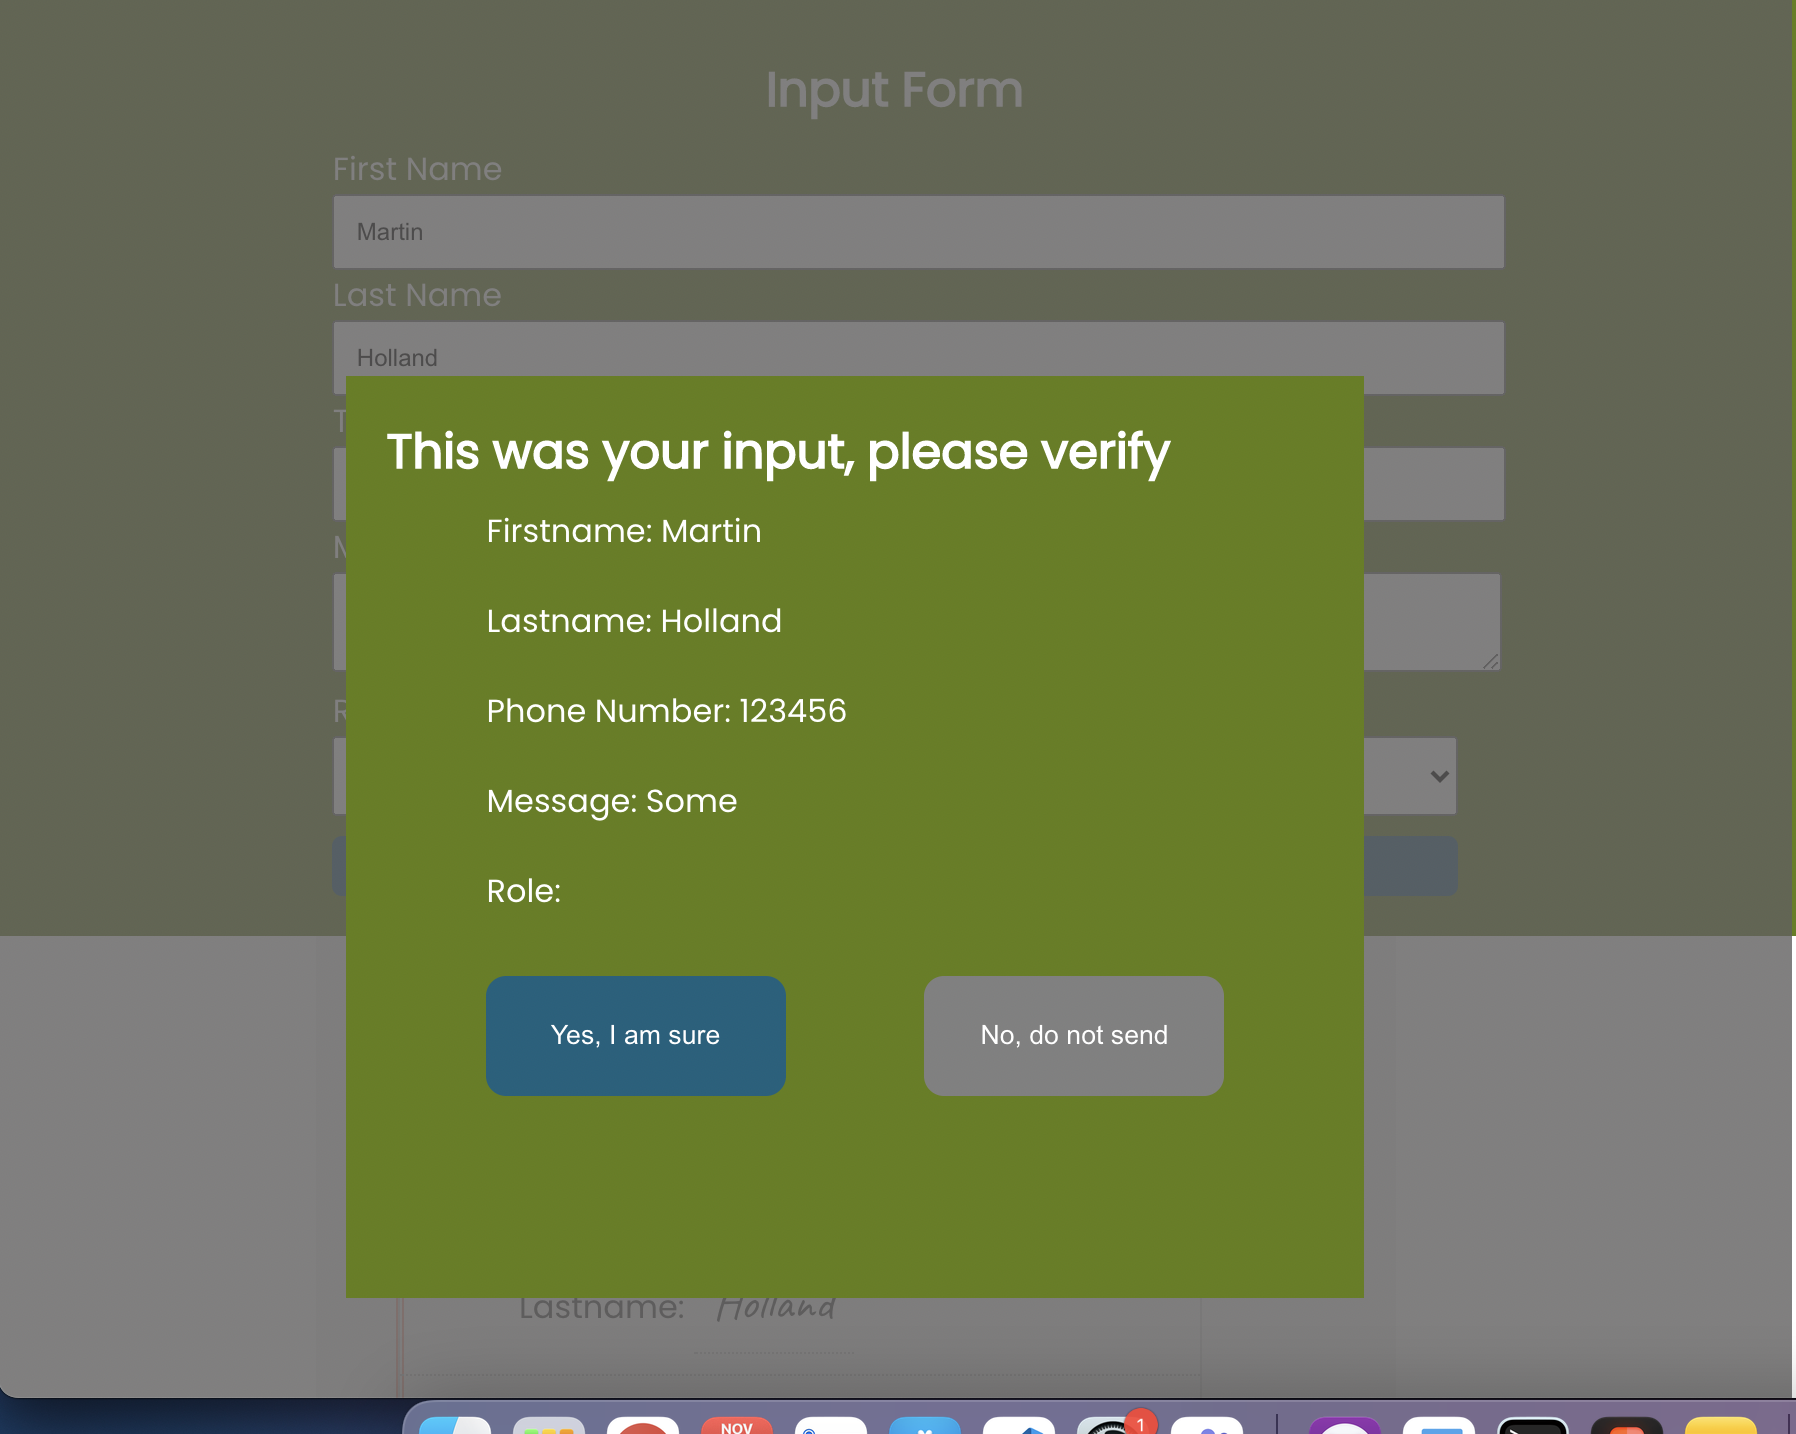 Input Form
First Name
Martin
Last Name
Holland
This was your input, please verify
Firstname: Martin
Lastname: Holland
Phone Number: 123456
Message: Some
Role:
Yes, I am sure
No, do not send
Lastname: Holland
NOV
1